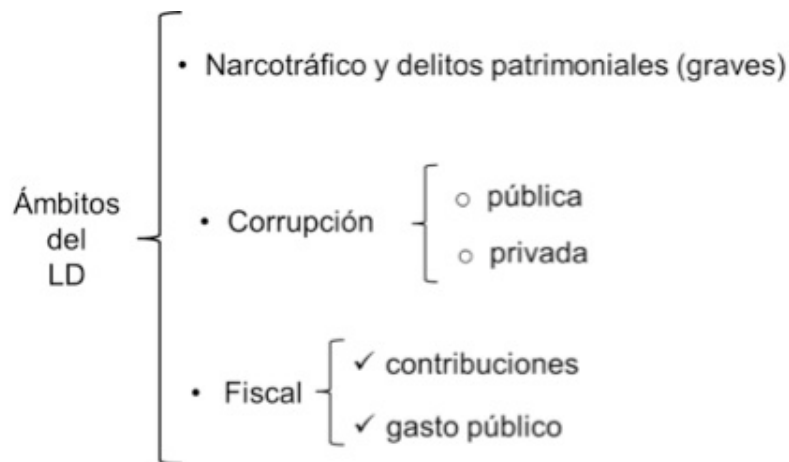 Ámbitos
del
LD
• Narcotráfico y delitos patrimoniales (graves)
• Corrupción
○ pública
○ privada
• Fiscal
✓ contribuciones
✓ gasto público